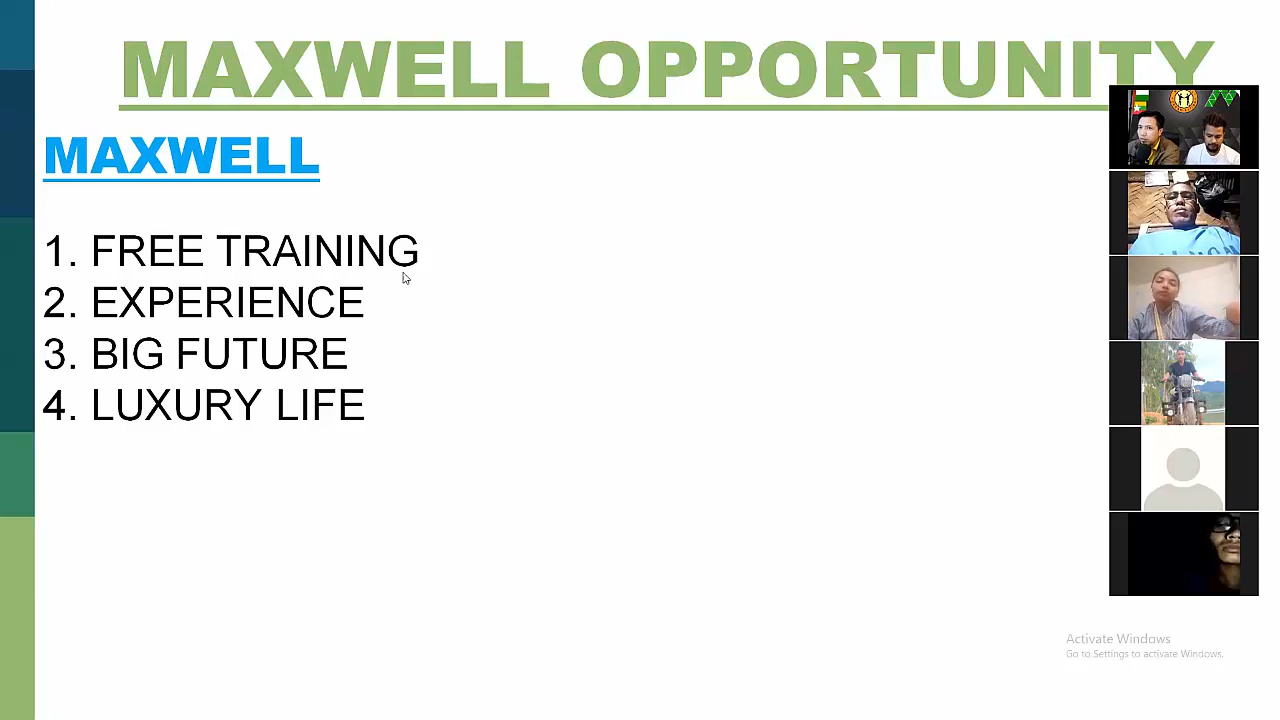 MAXWELL OPPORTUNITY
MAXWELL
1. FREE TRAINING
2. EXPERIENCE
3. BIG FUTURE
4. LUXURY LIFE
Activate Windows
Go to Settings to activate Windows.